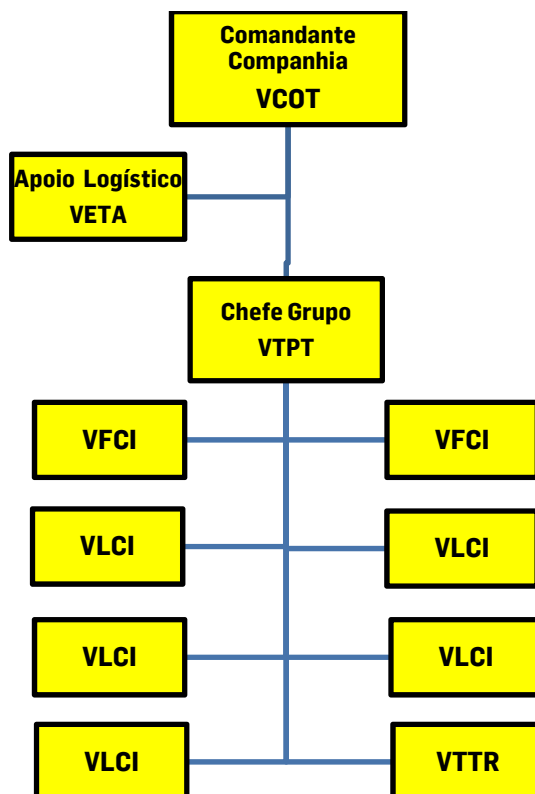 Comandante
Companhia
VCOT
Apoio Logístico
VETA
Chefe Grupo
VTPT
VFCI
VFCI
VLCI
VLCI
VLCI
VLCI
VLCI
VTTR